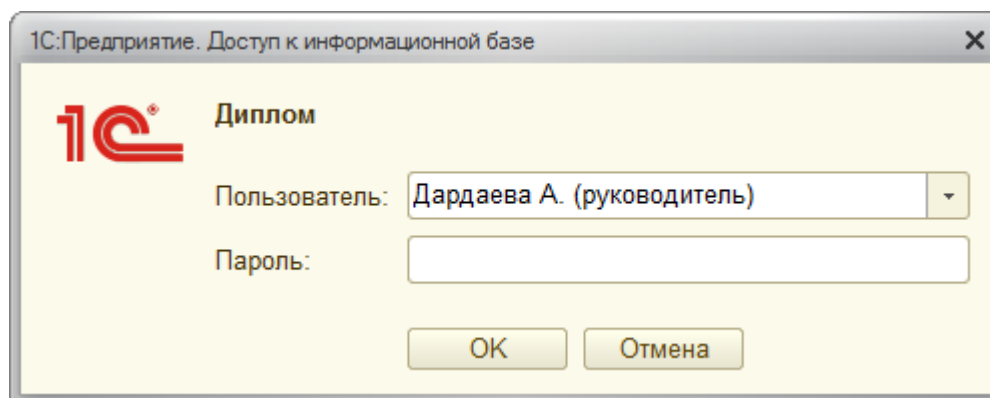 1С:Предприятие. Доступ к информационной базе
1С
Диплом
Пользователь: Дардаева А. (руководитель)
Пароль:
OK Отмена